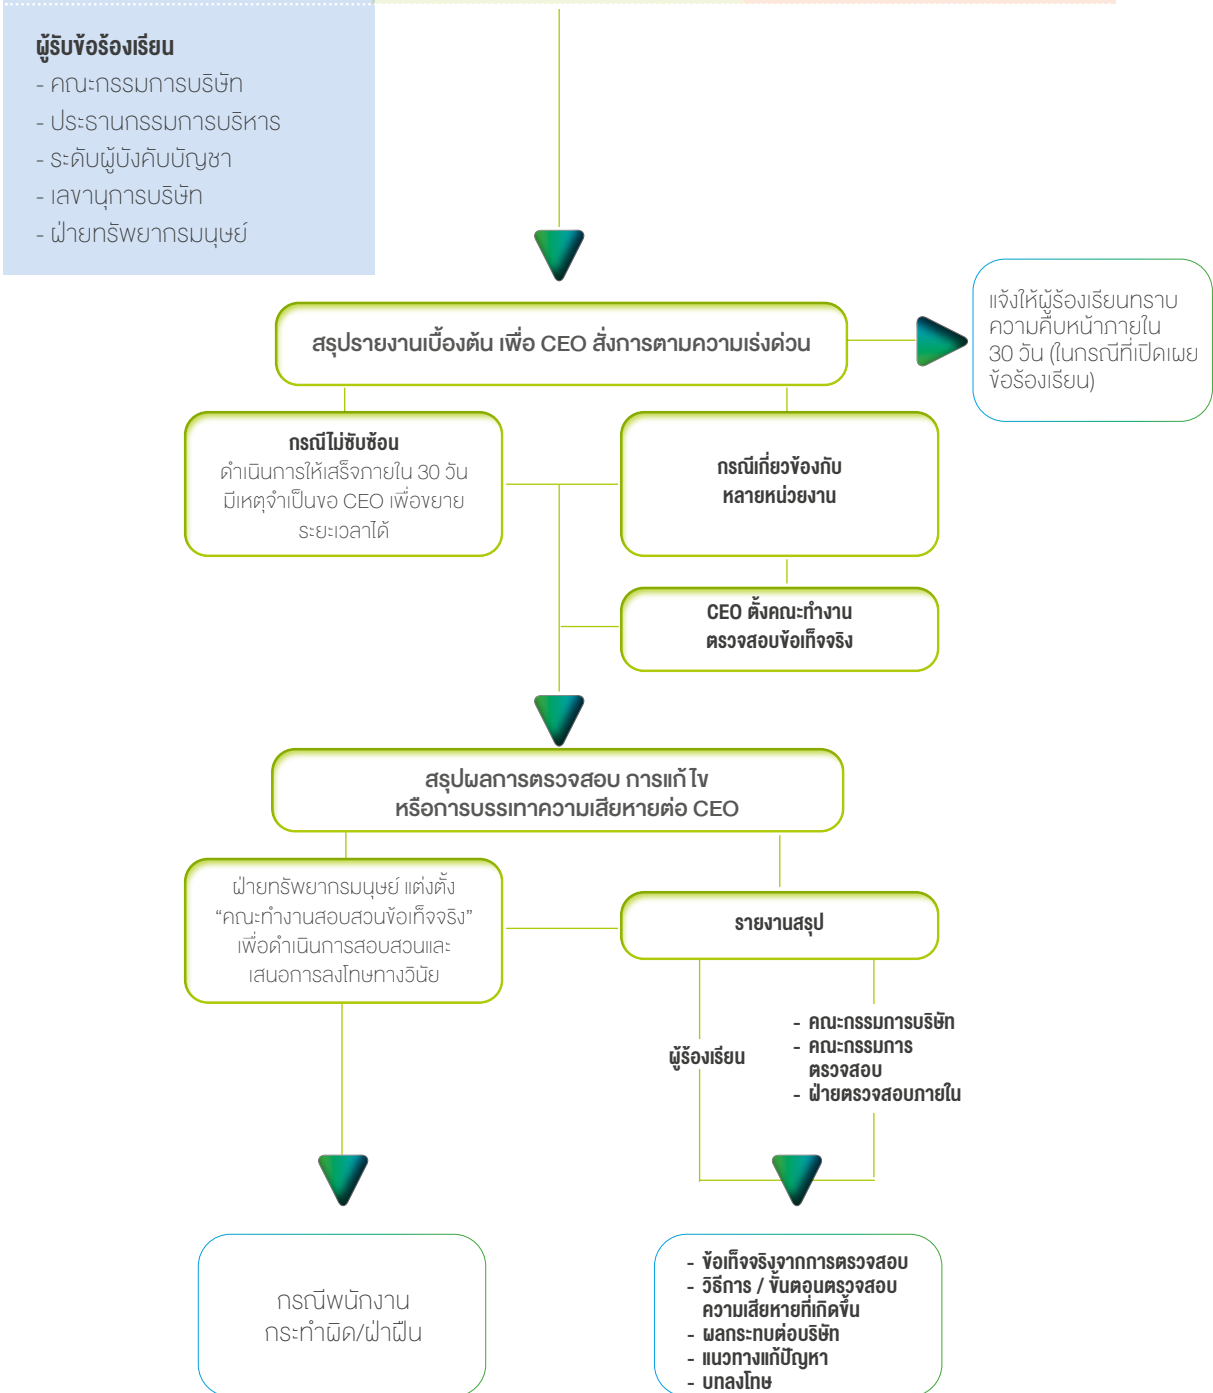 ผู้รับข้อร้องเรียน
- คณะกรรมการบริษัท
- ประธานกรรมการบริหาร
- ระดับผู้บังคับบัญชา
- เลขานุการบริษัท
- ฝ่ายทรัพยากรมนุษย์
สรุปรายงานเบื้องต้น เพื่อ CEO สั่งการตามความเร่งด่วน
แจ้งให้ผู้ร้องเรียนทราบ
ความคืบหน้าภายใน
30 วัน (ในกรณีที่เปิดเผย
ข้อร้องเรียน)
กรณีไม่ซับซ้อน
ดำเนินการให้เสร็จภายใน 30 วัน
มีเหตุจำเป็นขอ CEO เพื่อขยาย
ระยะเวลาได้
กรณีเกี่ยวข้องกับ
หลายหน่วยงาน
CEO ตั้งคณะทำงาน
ตรวจสอบข้อเท็จจริง
สรุปผลการตรวจสอบ การแก้ไข
หรือการบรรเทาความเสียหายต่อ CEO
ฝ่ายทรัพยากรมนุษย์ แต่งตั้ง
“คณะทำงานสอบสวนข้อเท็จจริง”
เพื่อดำเนินการสอบสวนและ
เสนอการลงโทษทางวินัย
รายงานสรุป
ผู้ร้องเรียน
- คณะกรรมการบริษัท
- คณะกรรมการ
ตรวจสอบ
- ฝ่ายตรวจสอบภายใน
กรณีพนักงาน
กระทำผิด/ฝ่าฝืน
- ข้อเท็จจริงจากการตรวจสอบ
- วิธีการ / ขั้นตอนตรวจสอบ
ความเสียหายที่เกิดขึ้น
- ผลกระทบต่อบริษัท
- แนวทางแก้ปัญหา
- บทลงโทษ